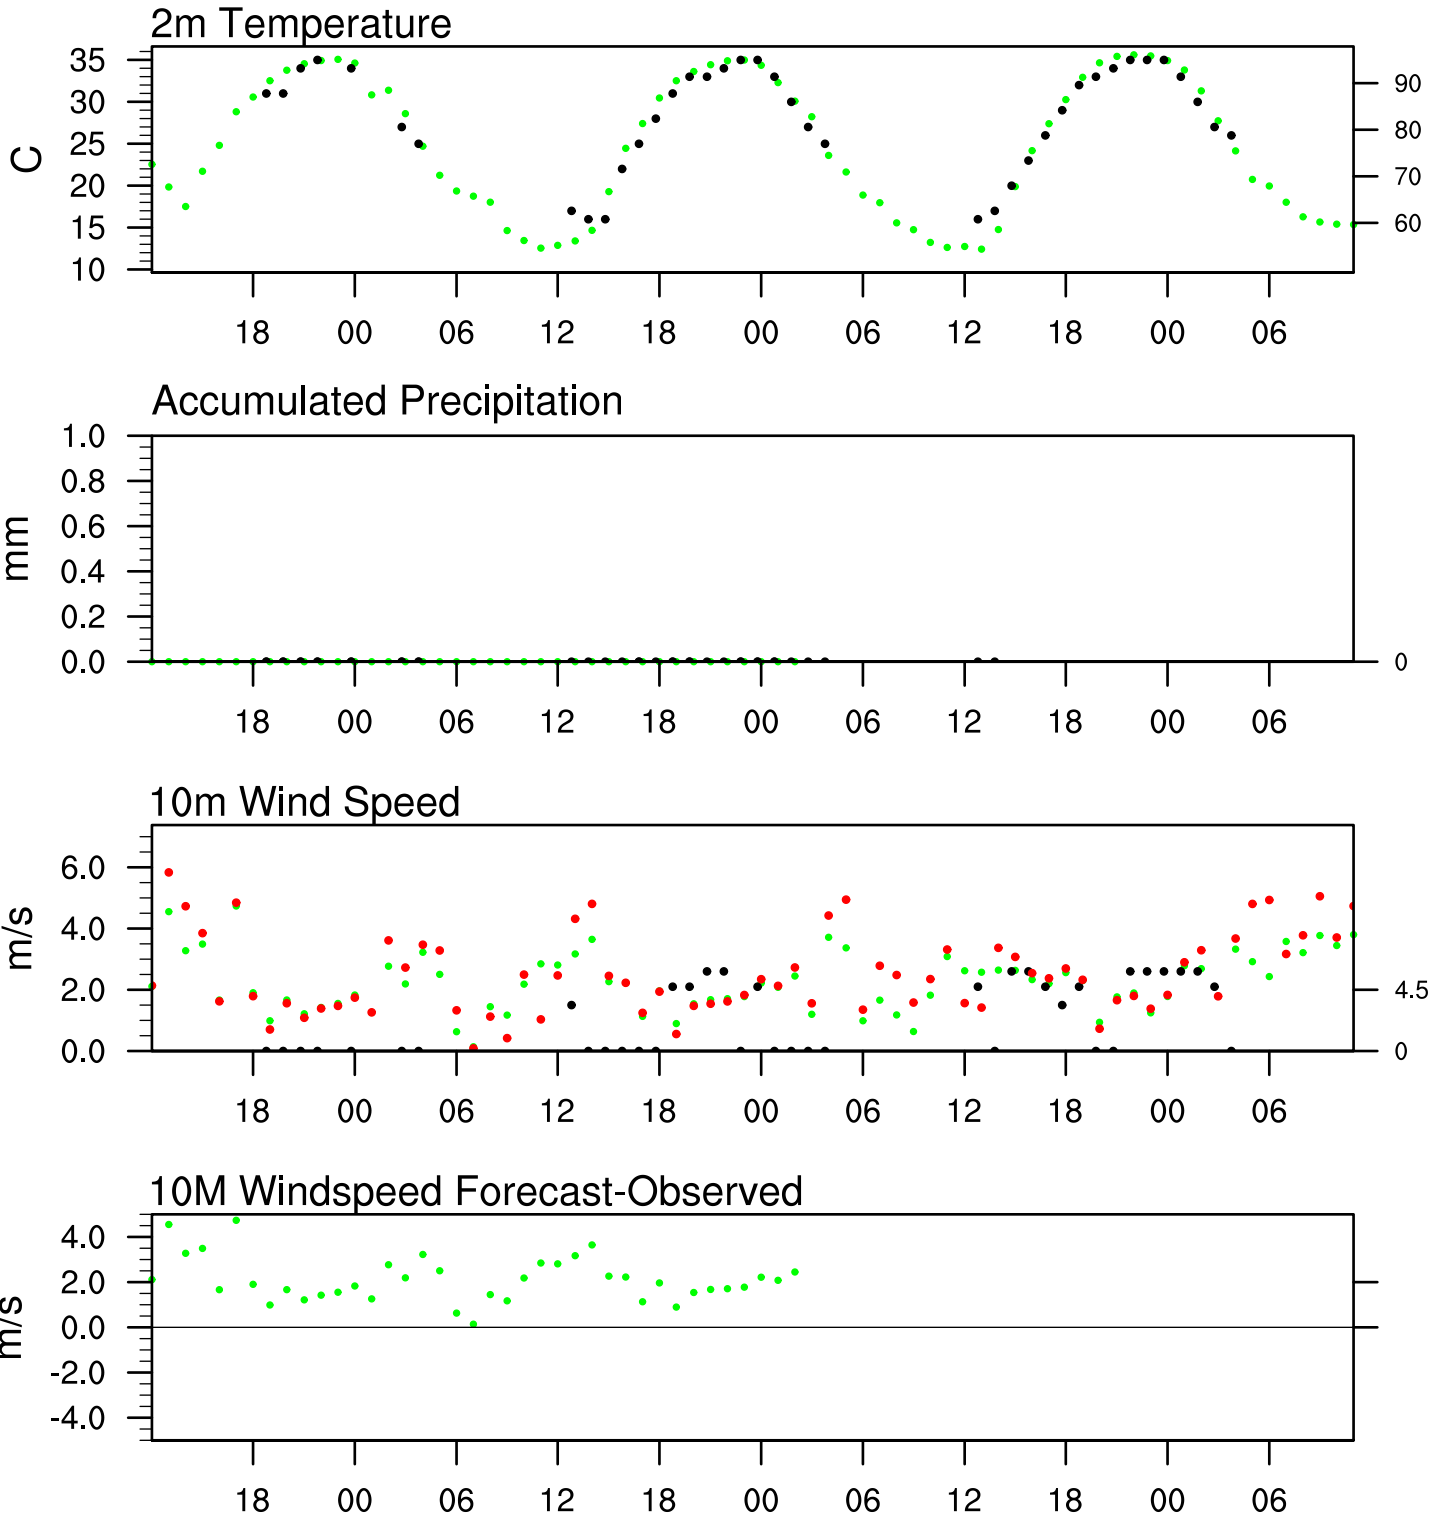 2m Temperature
35
30
25
20
15
10
C
90
80
70
60
18 00 06 12 18 00 06 12 18 00 06
Accumulated Precipitation
1.0
0.8
0.6
0.4
0.2
0.0
mm
0
18 00 06 12 18 00 06 12 18 00 06
10m Wind Speed
6.0
4.0
2.0
0.0
m/s
4.5
0
18 00 06 12 18 00 06 12 18 00 06
10M Windspeed Forecast-Observed
4.0
2.0
0.0
-2.0
-4.0
m/s
18 00 06 12 18 00 06 12 18 00 06